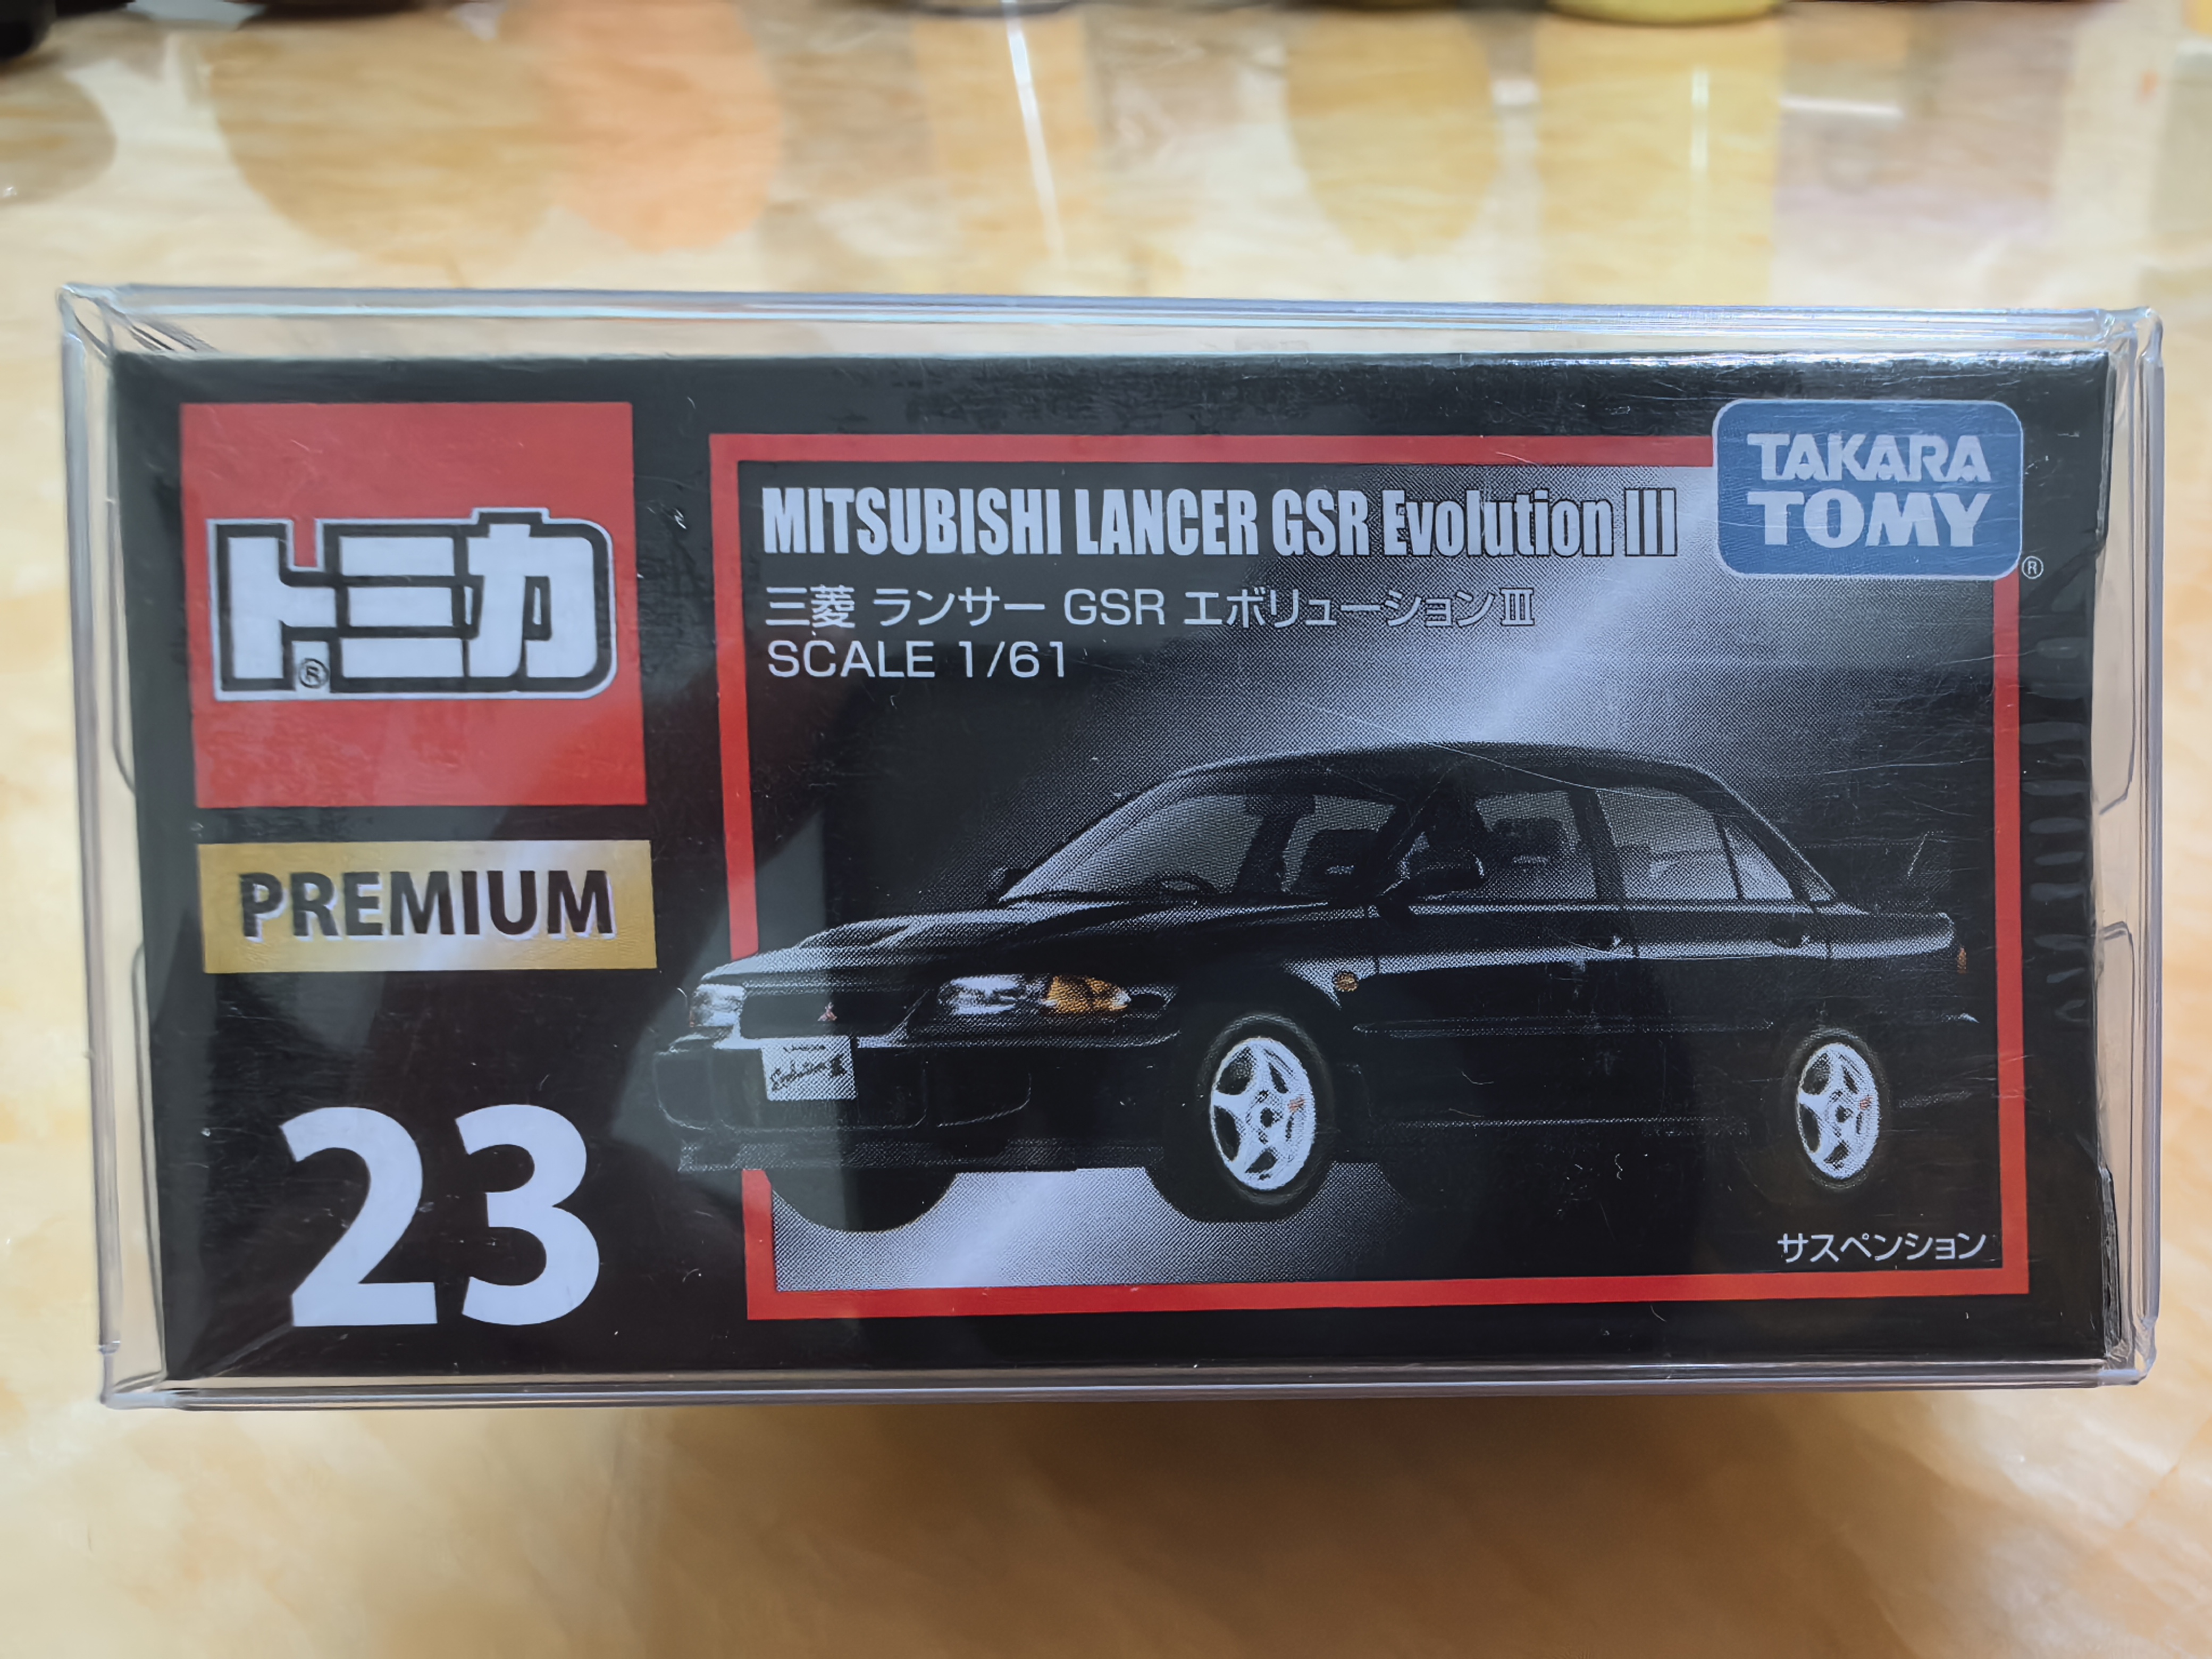 トミカ
®
PREMIUM
23
MITSUBISHI LANCER GSR Evolution III
三菱 ランサー GSR エボリューションⅢ
SCALE 1/61
TAKARA
TOMY
®
Evolution
サスペンション